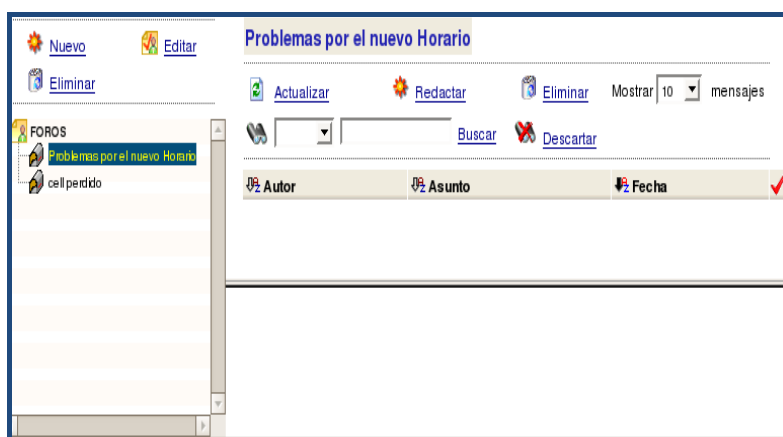 Nuevo Editar
Eliminar
FOROS
Problemas por el nuevo Horario
cell perdido
Problemas por el nuevo Horario
Actualizar Redactar Eliminar Mostrar 10 mensajes
Buscar Descartar
Autor Asunto Fecha